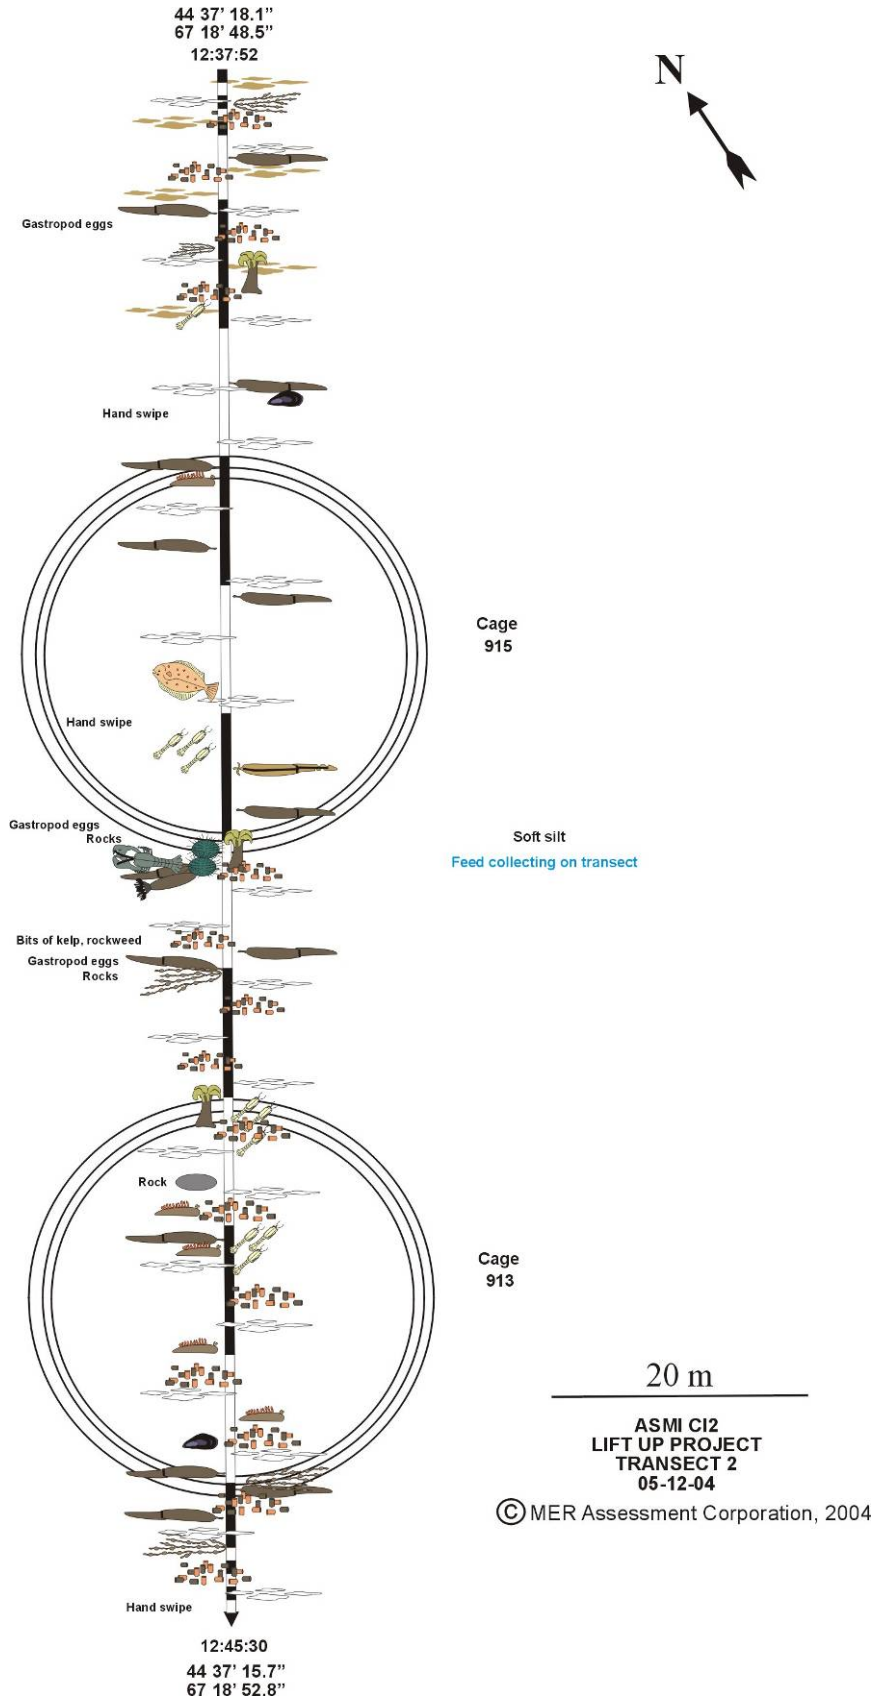 44 37' 18.1"
67 18' 48.5"
12:37:52
N
Gastropod eggs
Hand swipe
Cage
915
Hand swipe
Gastropod eggs
Rocks
Soft silt
Feed collecting on transect
Bits of kelp, rockweed
Gastropod eggs
Rocks
Rock
Cage
913
20 m
ASMI CI2
LIFT UP PROJECT
TRANSECT 2
05-12-04
© MER Assessment Corporation, 2004
Hand swipe
12:45:30
44 37' 15.7"
67 18' 52.8"